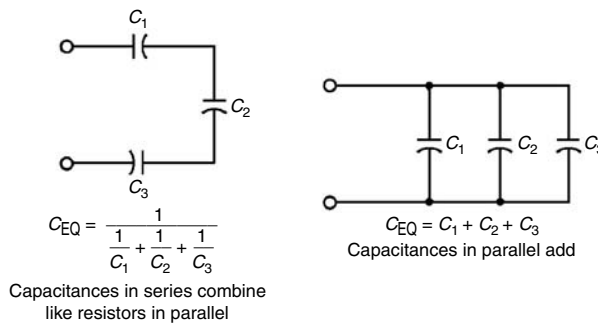 C1
C2
C3
CEQ = 1 / (1/C1 + 1/C2 + 1/C3)
Capacitances in series combine
like resistors in parallel
C1
C2
CEQ = C1 + C2 + C3
Capacitances in parallel add